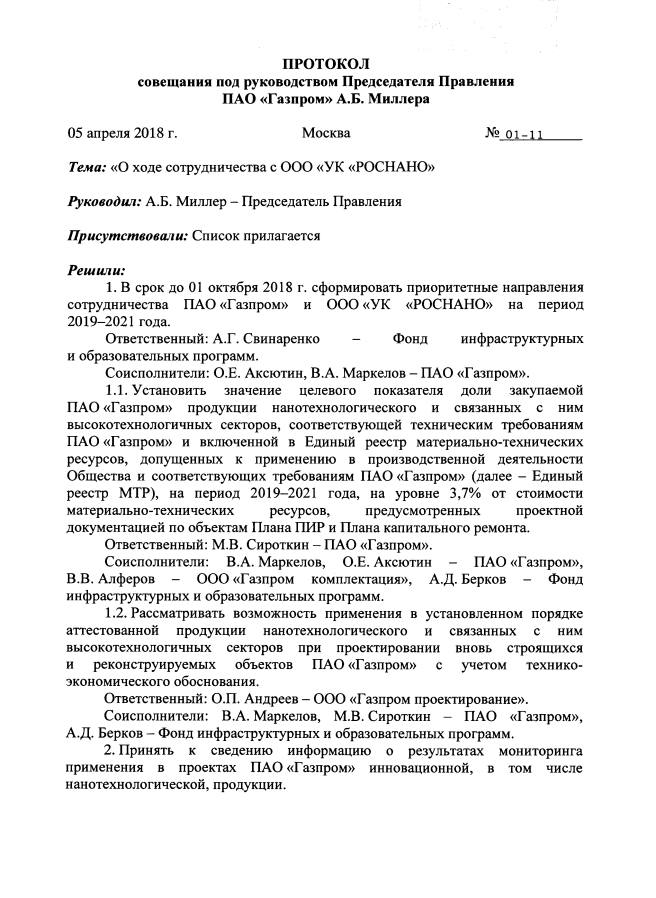 ПРОТОКОЛ
совещания под руководством Председателя Правления
ПАО «Газпром» А.Б. Миллера
05 апреля 2018 г. Москва № 01-11
Тема: «О ходе сотрудничества с ООО «УК «РОСНАНО»
Руководил: А.Б. Миллер – Председатель Правления
Присутствовали: Список прилагается
Решили:
1. В срок до 01 октября 2018 г. сформировать приоритетные направления
сотрудничества ПАО «Газпром» и ООО «УК «РОСНАНО» на период
2019–2021 года.
Ответственный: А.Г. Свинаренко – Фонд инфраструктурных
и образовательных программ.
Соисполнители: О.Е. Аксютин, В.А. Маркелов – ПАО «Газпром».
1.1. Установить значение целевого показателя доли закупаемой
ПАО «Газпром» продукции нанотехнологического и связанных с ним
высокотехнологичных секторов, соответствующей техническим требованиям
ПАО «Газпром» и включенной в Единый реестр материально-технических
ресурсов, допущенных к применению в производственной деятельности
Общества и соответствующих требованиям ПАО «Газпром» (далее – Единый
реестр МТР), на период 2019–2021 года, на уровне 3,7% от стоимости
материально-технических ресурсов, предусмотренных проектной
документацией по объектам Плана ПИР и Плана капитального ремонта.
Ответственный: М.В. Сироткин – ПАО «Газпром».
Соисполнители: В.А. Маркелов, О.Е. Аксютин – ПАО «Газпром»,
В.В. Алферов – ООО «Газпром комплектация», А.Д. Берков – Фонд
инфраструктурных и образовательных программ.
1.2. Рассматривать возможность применения в установленном порядке
аттестованной продукции нанотехнологического и связанных с ним
высокотехнологичных секторов при проектировании вновь строящихся
и реконструируемых объектов ПАО «Газпром» с учетом технико-
экономического обоснования.
Ответственный: О.П. Андреев – ООО «Газпром проектирование».
Соисполнители: В.А. Маркелов, М.В. Сироткин – ПАО «Газпром»,
А.Д. Берков – Фонд инфраструктурных и образовательных программ.
2. Принять к сведению информацию о результатах мониторинга
применения в проектах ПАО «Газпром» инновационной, в том числе
нанотехнологической, продукции.